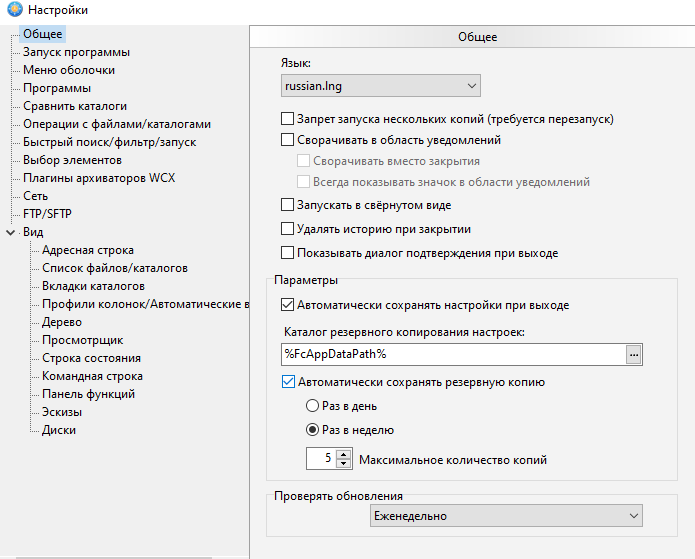 Настройки
Общее
Запуск программы
Меню оболочки
Программы
Сравнить каталоги
Операции с файлами/каталогами
Быстрый поиск/фильтр/запуск
Выбор элементов
Плагины архиваторов WCX
Сеть
FTP/SFTP
Вид
Адресная строка
Список файлов/каталогов
Вкладки каталогов
Профили колонок/Автоматические в
Дерево
Просмотрщик
Строка состояния
Командная строка
Панель функций
Эскизы
Диски
Общее
Язык:
russian.lng
Запрет запуска нескольких копий (требуется перезапуск)
Сворачивать в область уведомлений
Сворачивать вместо закрытия
Всегда показывать значок в области уведомлений
Запускать в свёрнутом виде
Удалять историю при закрытии
Показывать диалог подтверждения при выходе
Параметры
Автоматически сохранять настройки при выходе
Каталог резервного копирования настроек:
%FcAppDataPath%
...
Автоматически сохранять резервную копию
Раз в день
Раз в неделю
5 Максимальное количество копий
Проверять обновления
Еженедельно